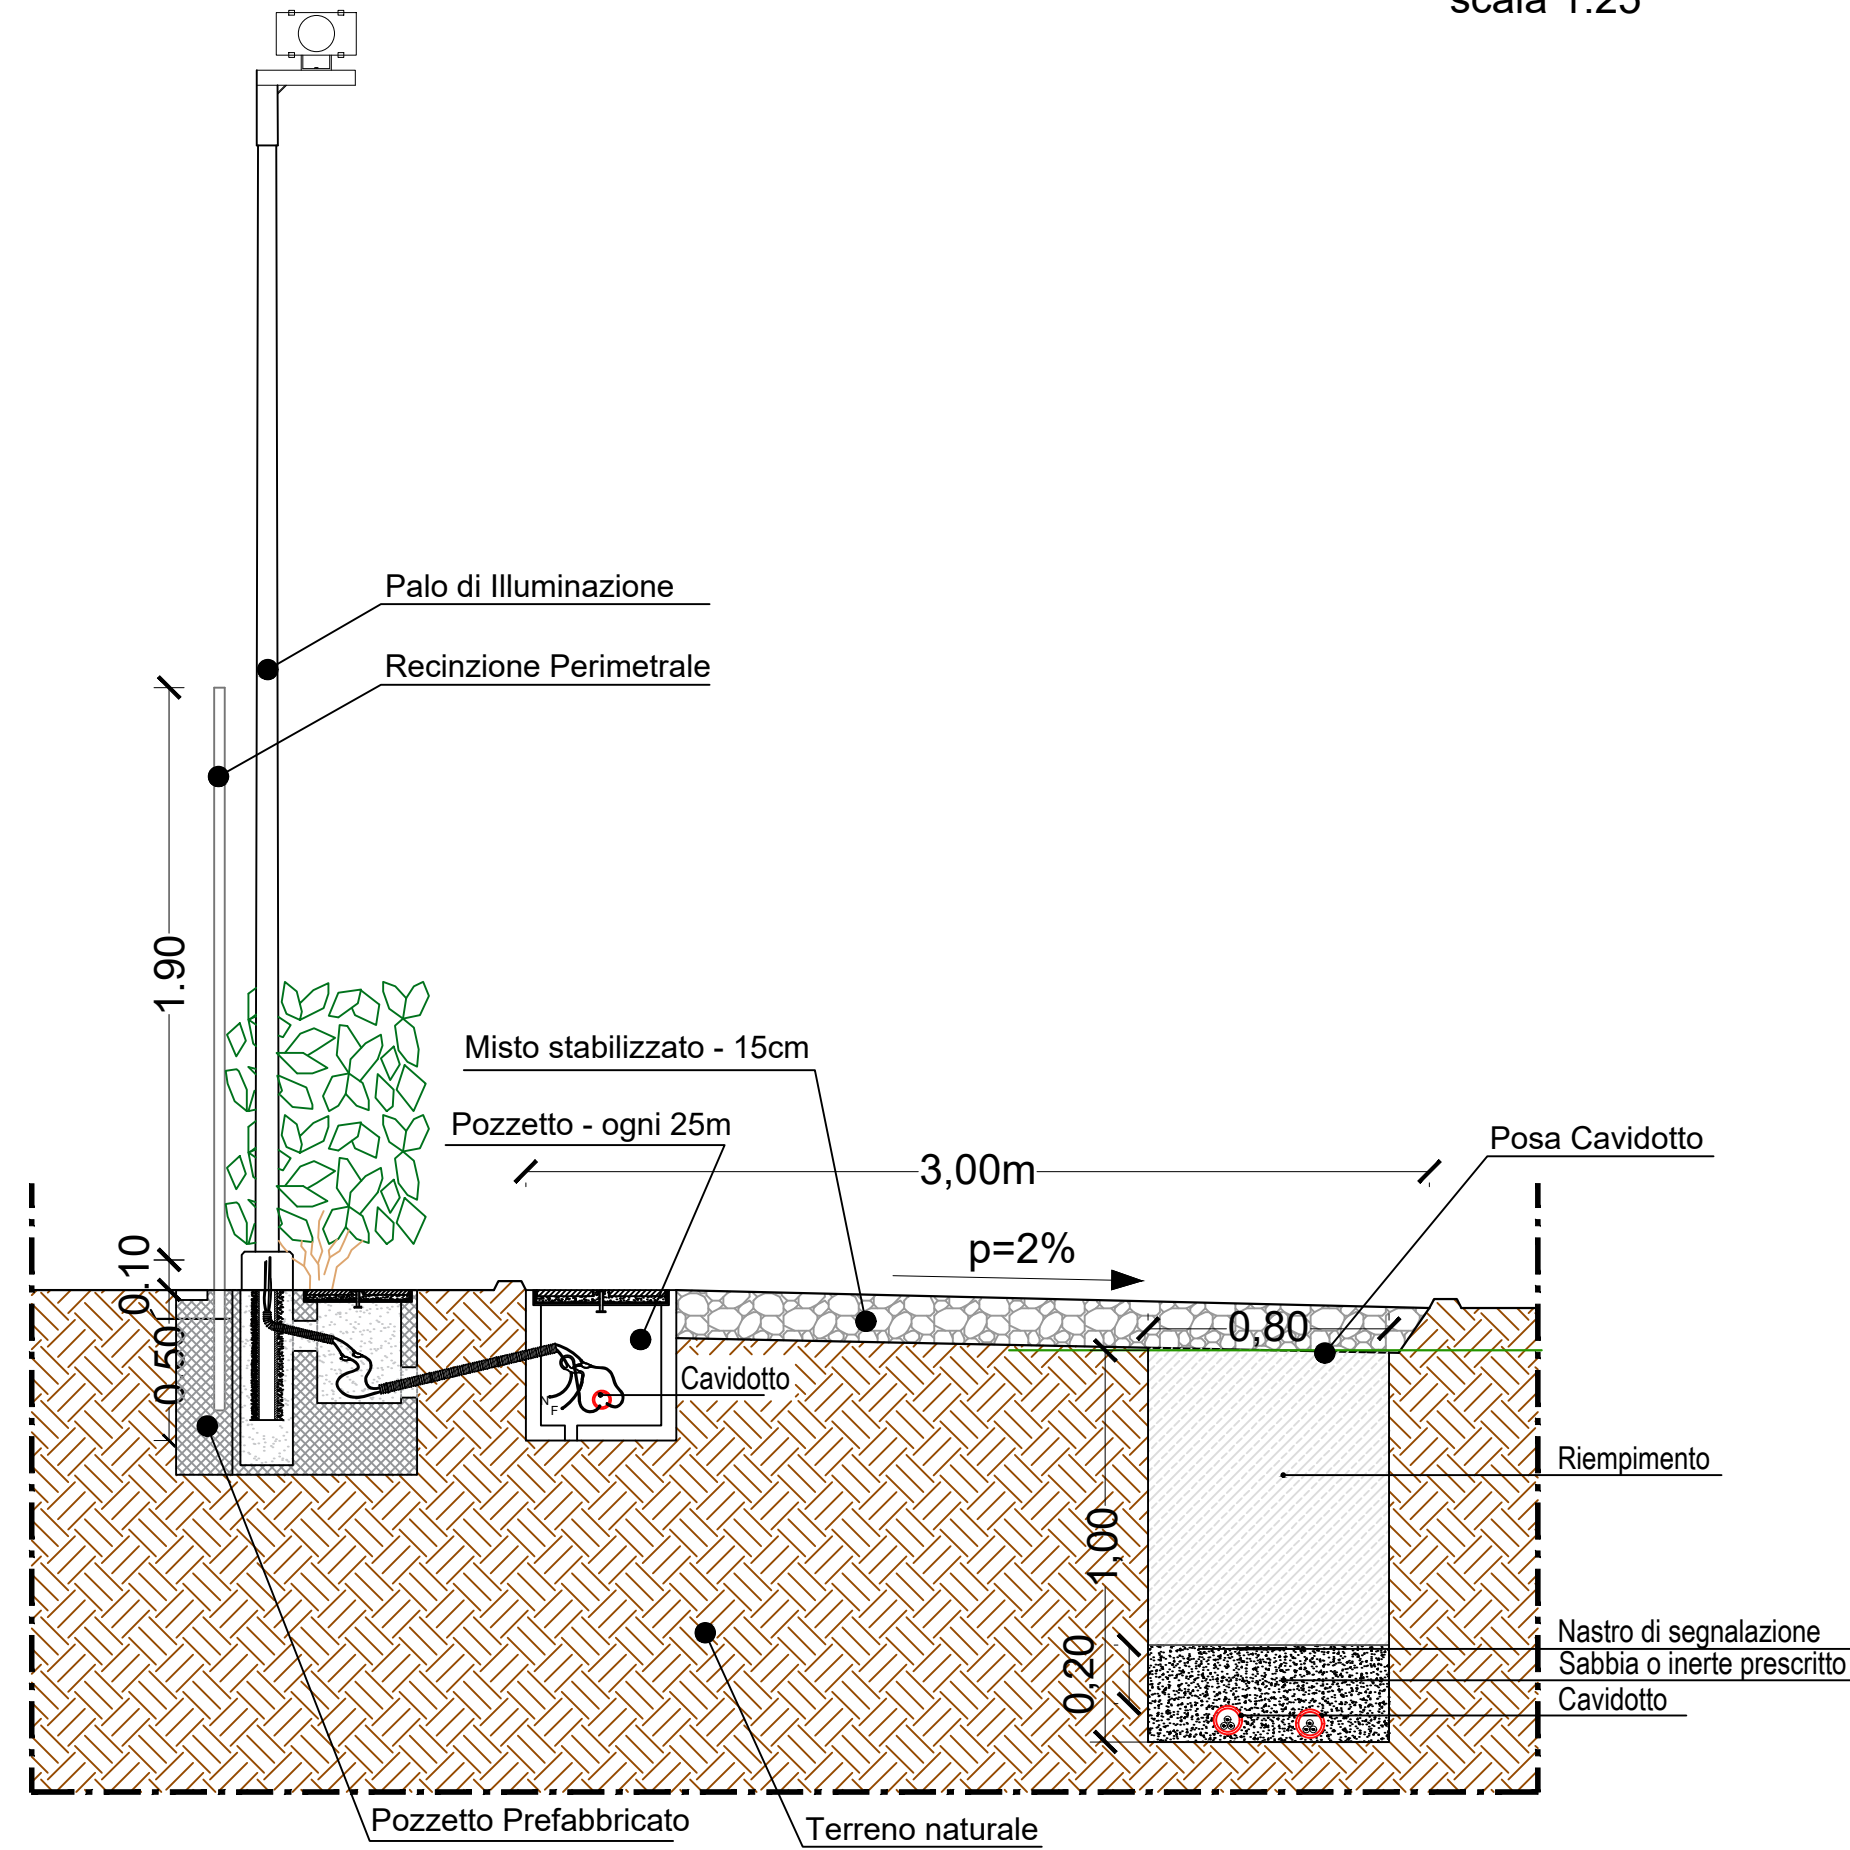 scala 1:25
Palo di Illuminazione
Recinzione Perimetrale
1.90
Misto stabilizzato - 15cm
Pozzetto - ogni 25m
Posa Cavidotto
3,00m
p=2%
0.10
0,80
0.50
Cavidotto
N
F
Riempimento
1,00
Nastro di segnalazione
Sabbia o inerte prescritto
0,20
Cavidotto
Pozzetto Prefabbricato
Terreno naturale